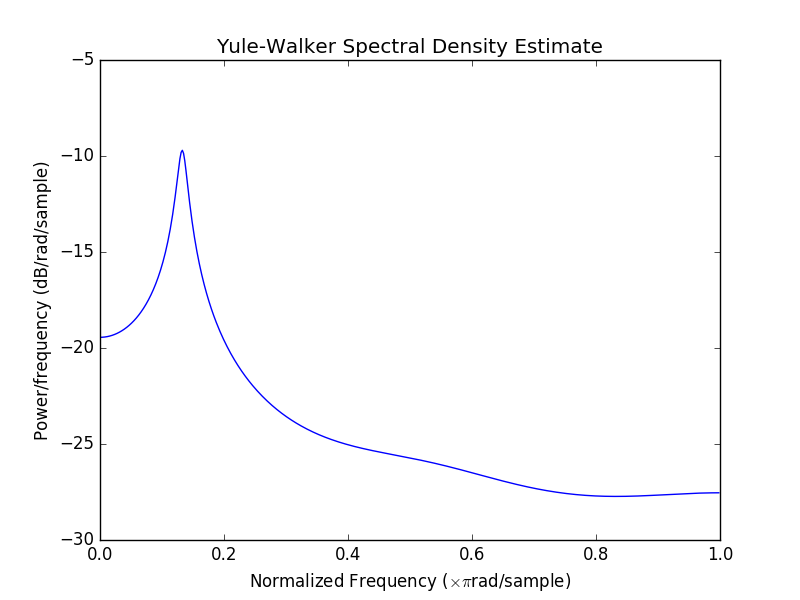 Yule-Walker Spectral Density Estimate
Power/frequency (dB/rad/sample)
−5
−10
−15
−20
−25
−30
0.0 0.2 0.4 0.6 0.8 1.0
Normalized Frequency (×πrad/sample)